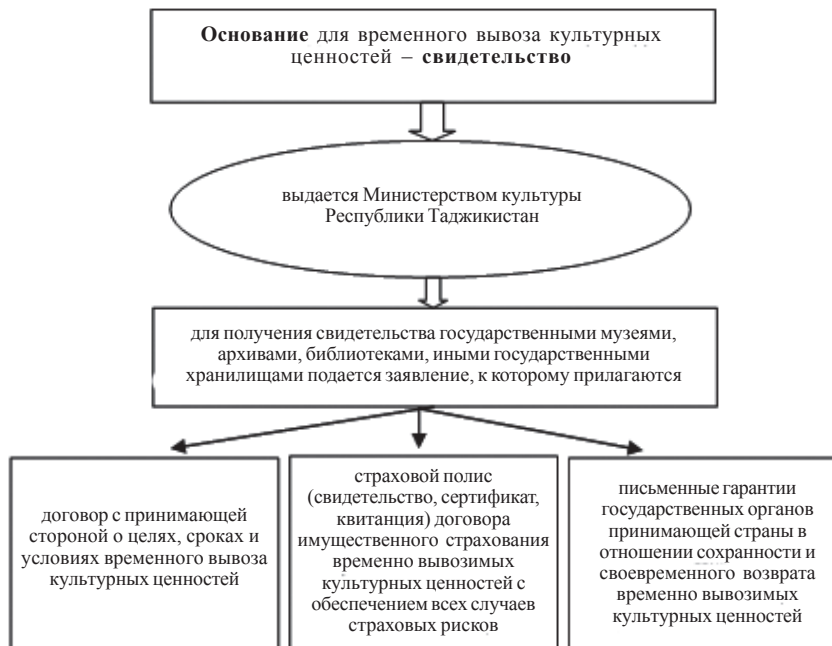 Основание для временного вывоза культурных
ценностей – свидетельство
выдается Министерством культуры
Республики Таджикистан
для получения свидетельства государственными музеями,
архивами, библиотеками, иными государственными
хранилищами подается заявление, к которому прилагаются
договор с принимающей
стороной о целях, сроках и
условиях временного вывоза
культурных ценностей
страховой полис
(свидетельство, сертификат,
квитанция) договора
имущественного страхования
временно вывозимых
культурных ценностей с
обеспечением всех случаев
страховых рисков
письменные гарантии
государственных органов
принимающей страны в
отношении сохранности и
своевременного возврата
временно вывозимых
культурных ценностей